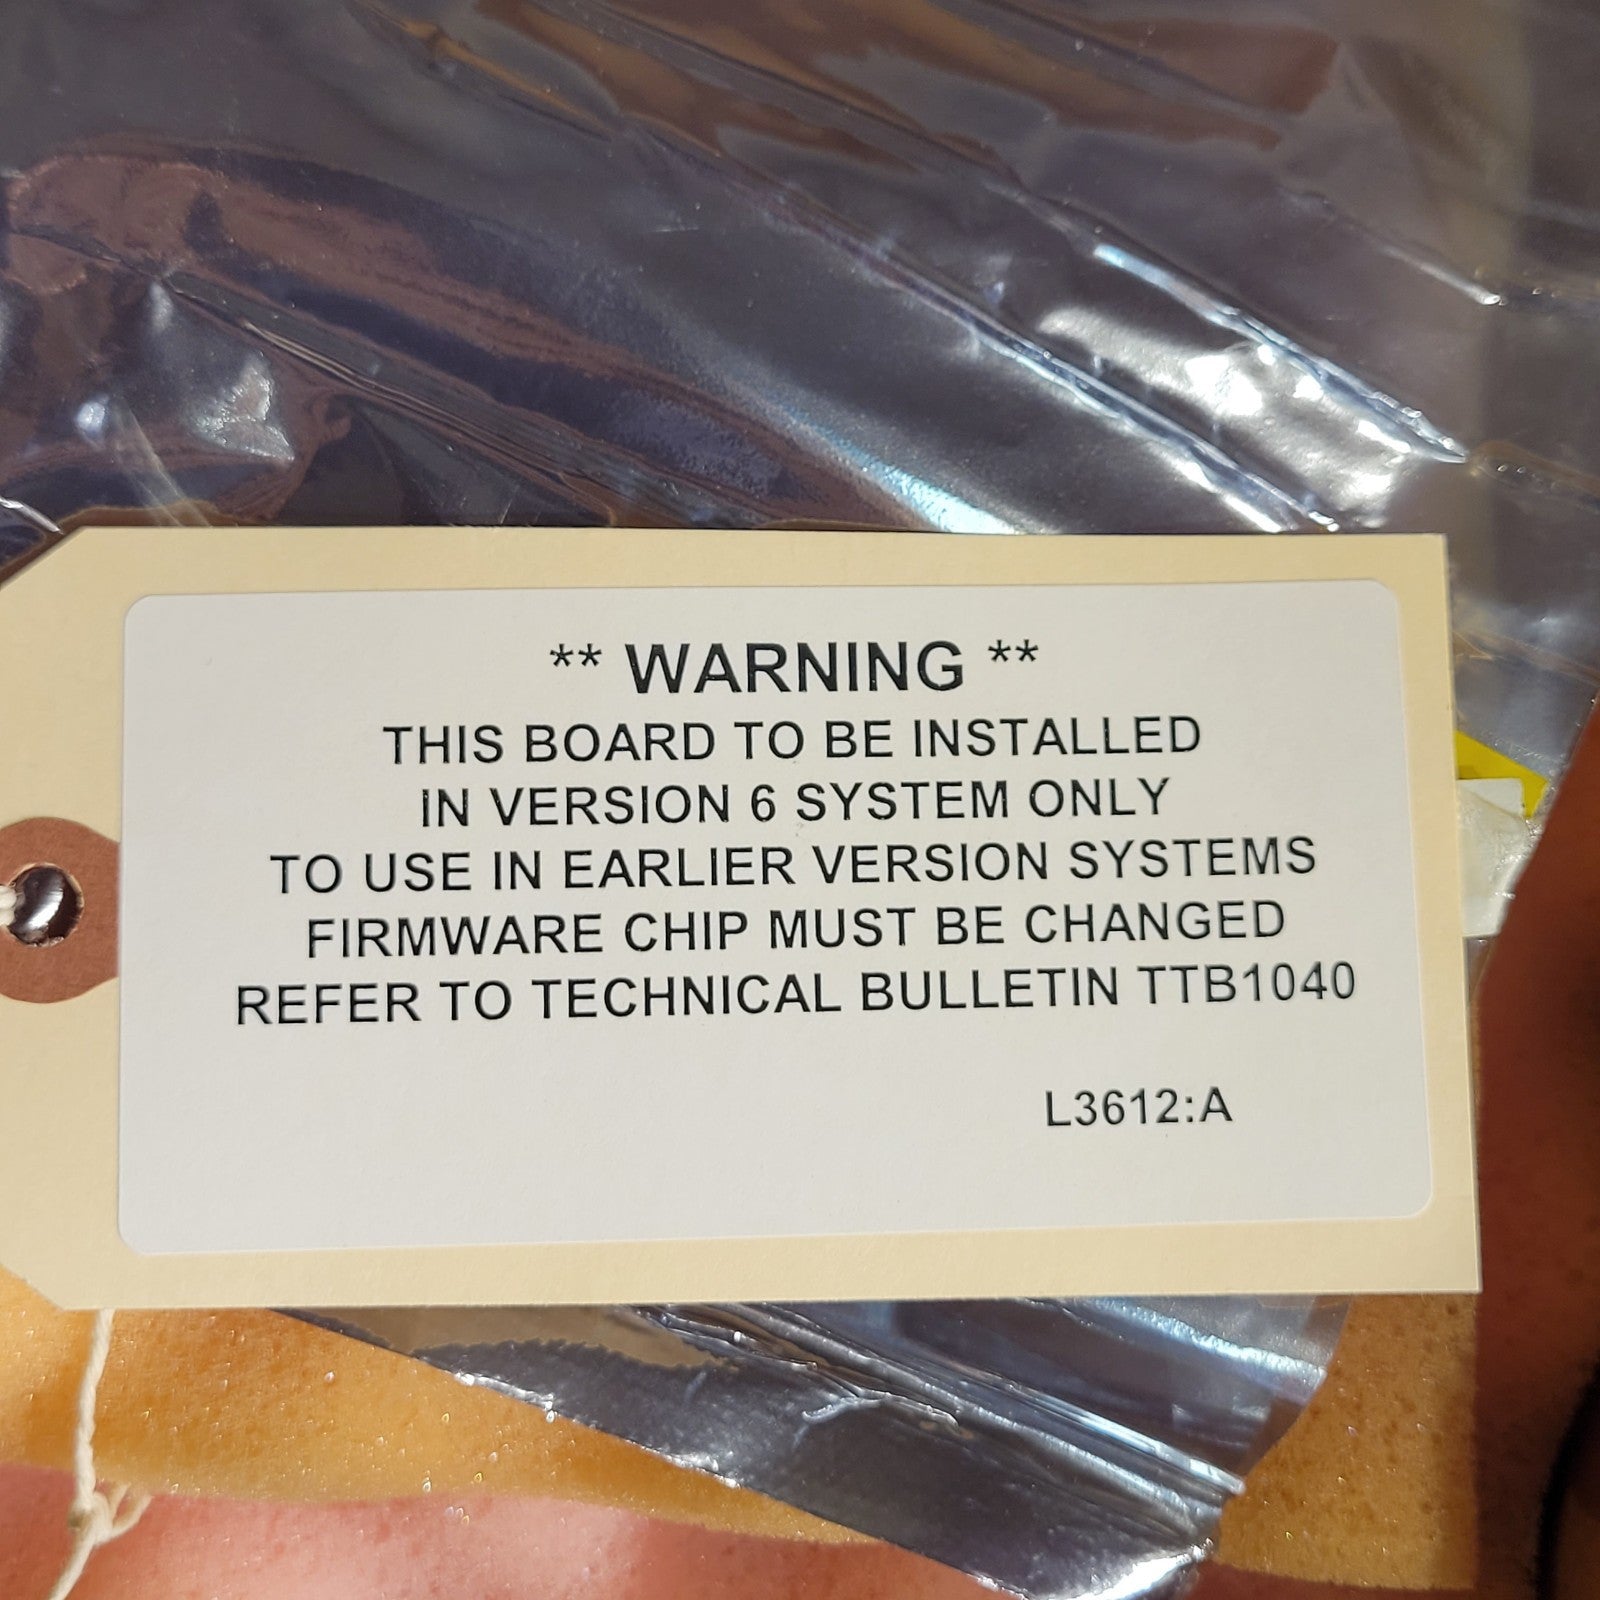 ** WARNING **
THIS BOARD TO BE INSTALLED
IN VERSION 6 SYSTEM ONLY
TO USE IN EARLIER VERSION SYSTEMS
FIRMWARE CHIP MUST BE CHANGED
REFER TO TECHNICAL BULLETIN TTB1040
L3612:A